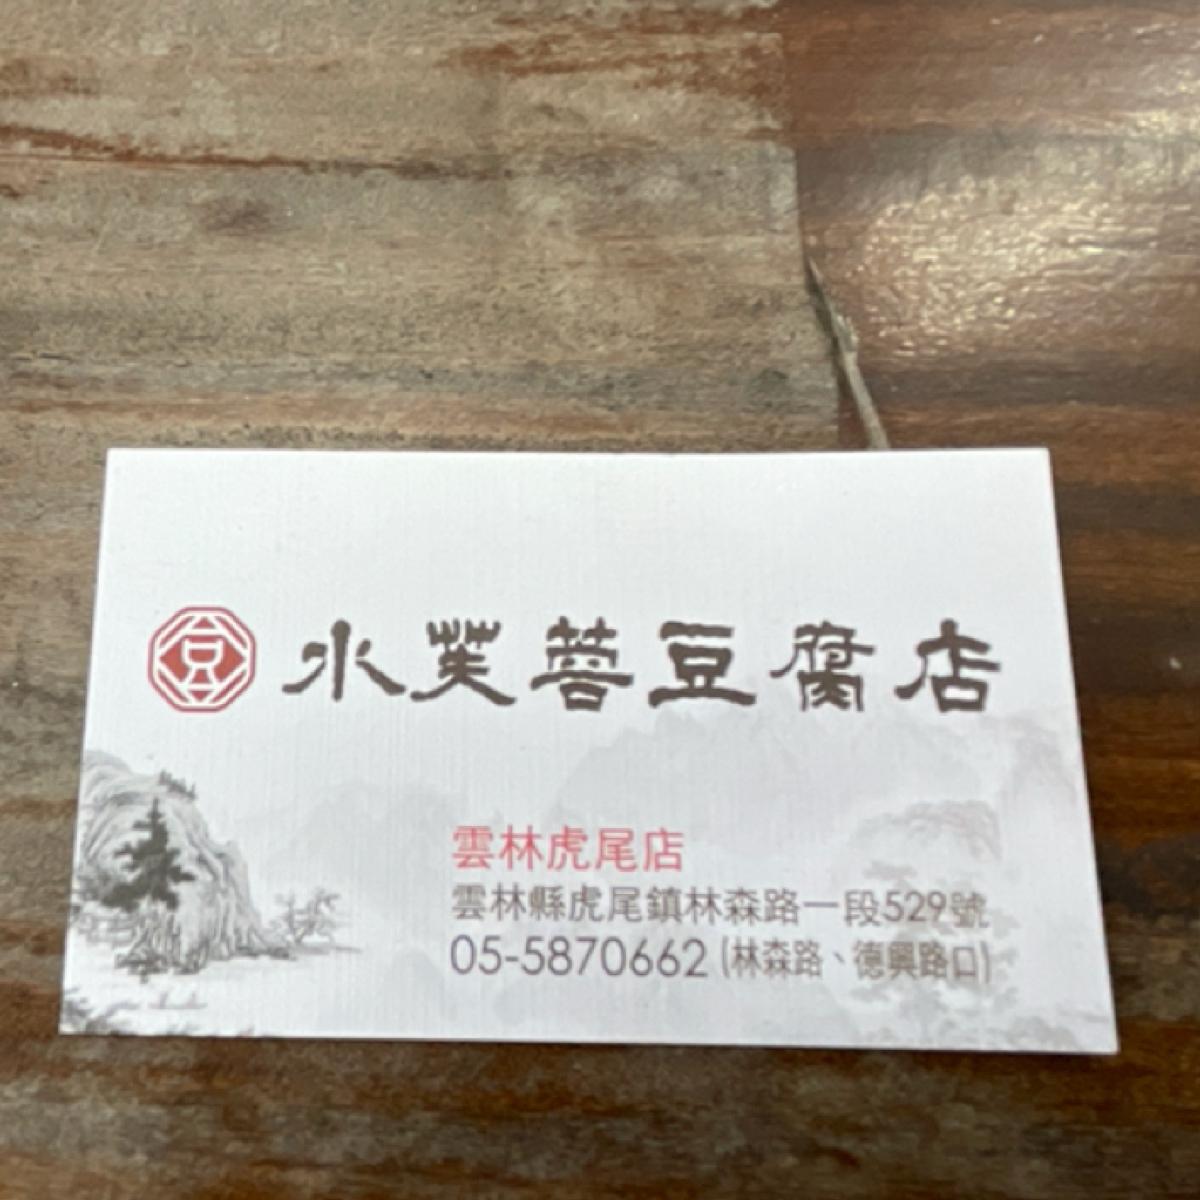 豆 水芙蓉豆腐店
雲林虎尾店
雲林縣虎尾鎮林森路一段529號
05-5870662 (林森路、德興路口)